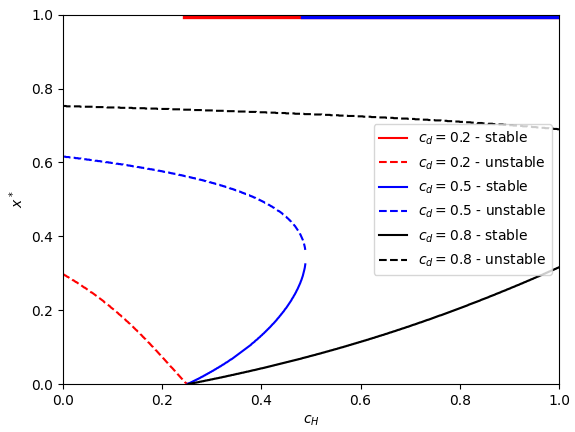 1.0
0.8
0.6
0.4
0.2
0.0
x*
0.0 0.2 0.4 0.6 0.8 1.0
c_H
c_d = 0.2 - stable
c_d = 0.2 - unstable
c_d = 0.5 - stable
c_d = 0.5 - unstable
c_d = 0.8 - stable
c_d = 0.8 - unstable